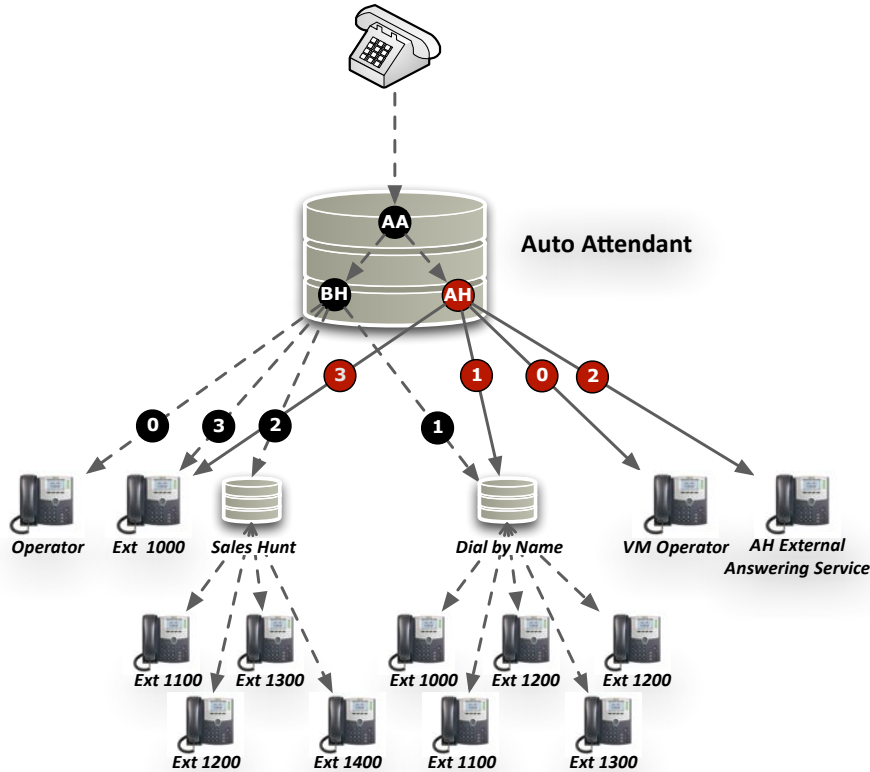 AA
Auto Attendant
BH
AH
3
1
0
2
0
3
2
1
Operator
Ext 1000
Sales Hunt
Dial by Name
VM Operator
AH External
Answering Service
Ext 1100
Ext 1300
Ext 1000
Ext 1200
Ext 1200
Ext 1200
Ext 1400
Ext 1100
Ext 1300